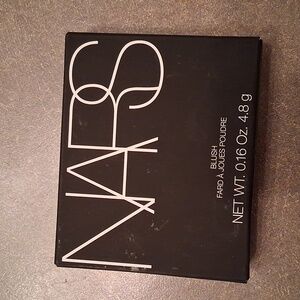 NARS
BLUSH
FARD À JOUES POUDRE
NET WT. 0.16 Oz. 4.8 g